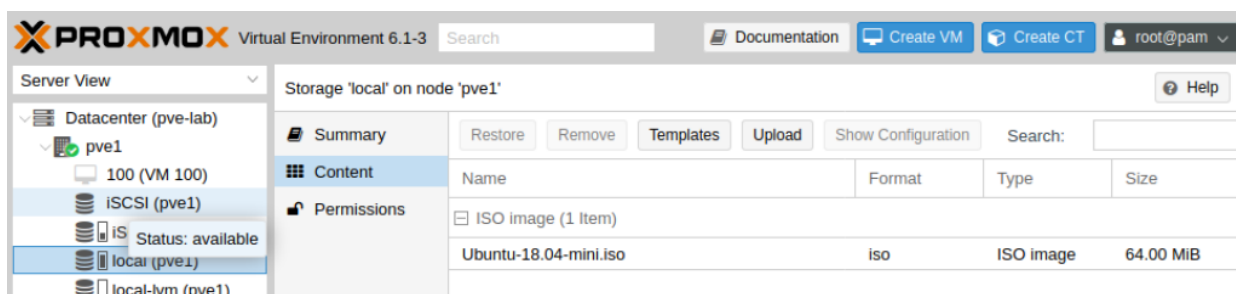 PROXMOX Virtual Environment 6.1-3 Search Documentation Create VM Create CT root@pam
Server View
Storage 'local' on node 'pve1'
Help
Datacenter (pve-lab)
pve1
100 (VM 100)
iSCSI (pve1)
iS
Status: available
local (pve1)
local-lvm (pve1)
Summary
Content
Permissions
Restore Remove Templates Upload Show Configuration Search:
Name Format Type Size
ISO image (1 Item)
Ubuntu-18.04-mini.iso iso ISO image 64.00 MiB